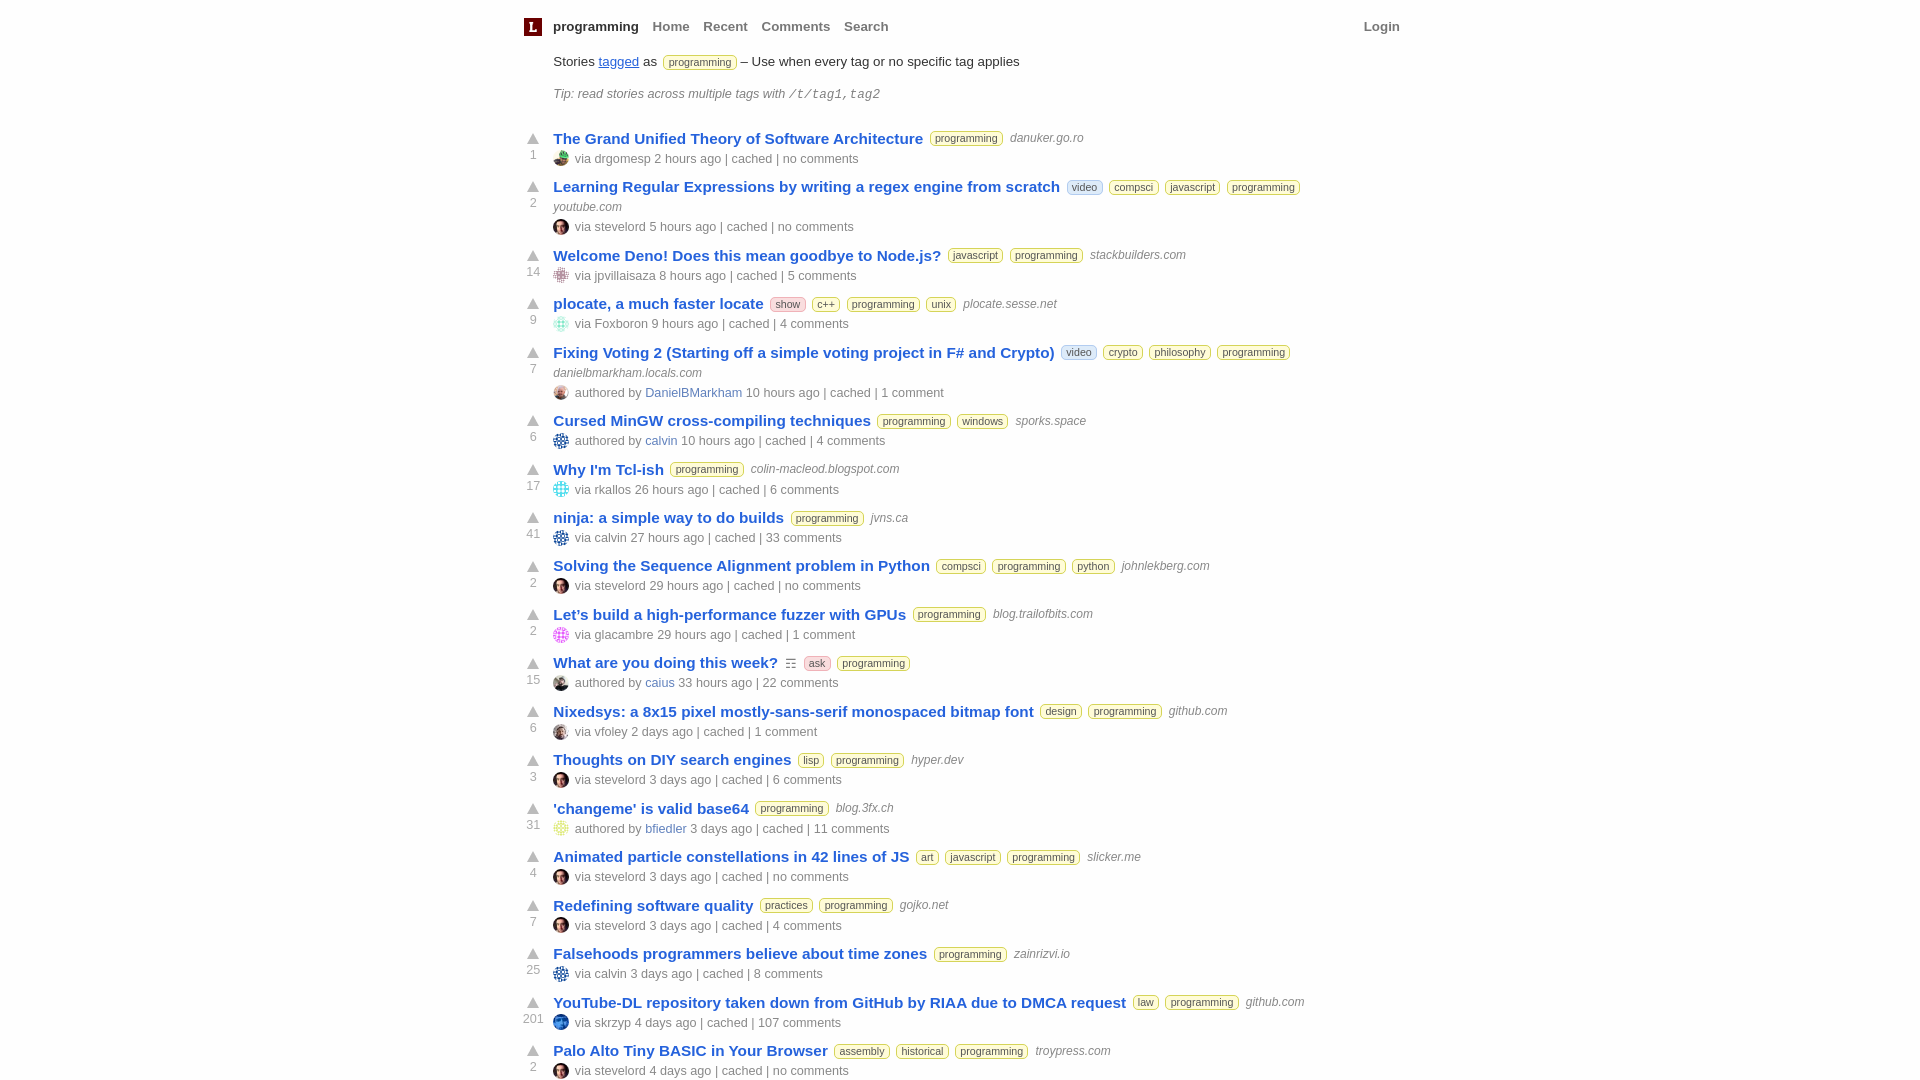 L programming Home Recent Comments Search Login
Stories tagged as programming – Use when every tag or no specific tag applies
Tip: read stories across multiple tags with /t/tag1,tag2
The Grand Unified Theory of Software Architecture programming danuker.go.ro
1 via drgomesp 2 hours ago | cached | no comments
Learning Regular Expressions by writing a regex engine from scratch video compsci javascript programming
2 youtube.com
via stevelord 5 hours ago | cached | no comments
Welcome Deno! Does this mean goodbye to Node.js? javascript programming stackbuilders.com
14 via jpvillaisaza 8 hours ago | cached | 5 comments
plocate, a much faster locate show c++ programming unix plocate.sesse.net
9 via Foxboron 9 hours ago | cached | 4 comments
Fixing Voting 2 (Starting off a simple voting project in F# and Crypto) video crypto philosophy programming
7 danielbmarkham.locals.com
authored by DanielBMarkham 10 hours ago | cached | 1 comment
Cursed MinGW cross-compiling techniques programming windows sporks.space
6 authored by calvin 10 hours ago | cached | 4 comments
Why I'm Tcl-ish programming colin-macleod.blogspot.com
17 via rkallos 26 hours ago | cached | 6 comments
ninja: a simple way to do builds programming jvns.ca
41 via calvin 27 hours ago | cached | 33 comments
Solving the Sequence Alignment problem in Python compsci programming python johnlekberg.com
2 via stevelord 29 hours ago | cached | no comments
Let’s build a high-performance fuzzer with GPUs programming blog.trailofbits.com
2 via glacambre 29 hours ago | cached | 1 comment
What are you doing this week? ☶ ask programming
15 authored by caius 33 hours ago | 22 comments
Nixedsys: a 8x15 pixel mostly-sans-serif monospaced bitmap font design programming github.com
6 via vfoley 2 days ago | cached | 1 comment
Thoughts on DIY search engines lisp programming hyper.dev
3 via stevelord 3 days ago | cached | 6 comments
'changeme' is valid base64 programming blog.3fx.ch
31 authored by bfiedler 3 days ago | cached | 11 comments
Animated particle constellations in 42 lines of JS art javascript programming slicker.me
4 via stevelord 3 days ago | cached | no comments
Redefining software quality practices programming gojko.net
7 via stevelord 3 days ago | cached | 4 comments
Falsehoods programmers believe about time zones programming zainrizvi.io
25 via calvin 3 days ago | cached | 8 comments
YouTube-DL repository taken down from GitHub by RIAA due to DMCA request law programming github.com
201 via skrzyp 4 days ago | cached | 107 comments
Palo Alto Tiny BASIC in Your Browser assembly historical programming troypress.com
2 via stevelord 4 days ago | cached | no comments